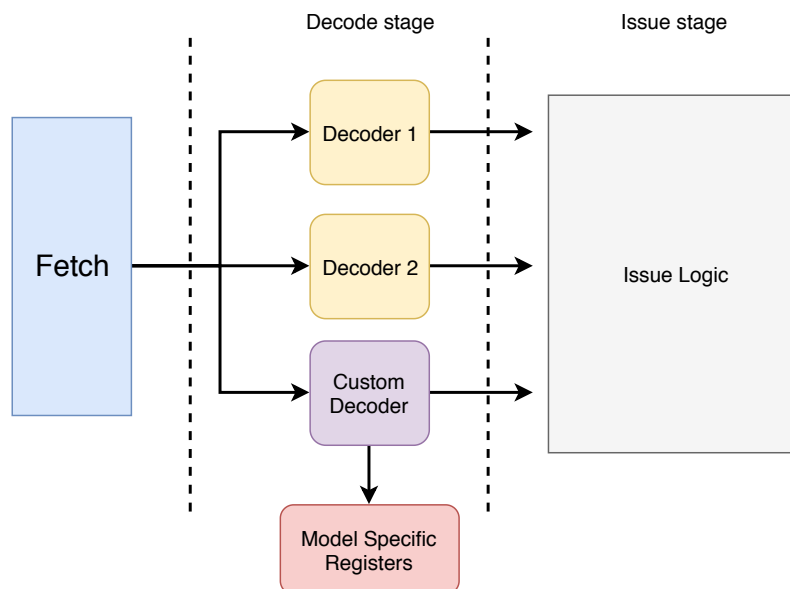 Decode stage
Issue stage
Decoder 1
Fetch
Decoder 2
Issue Logic
Custom
Decoder
Model Specific
Registers